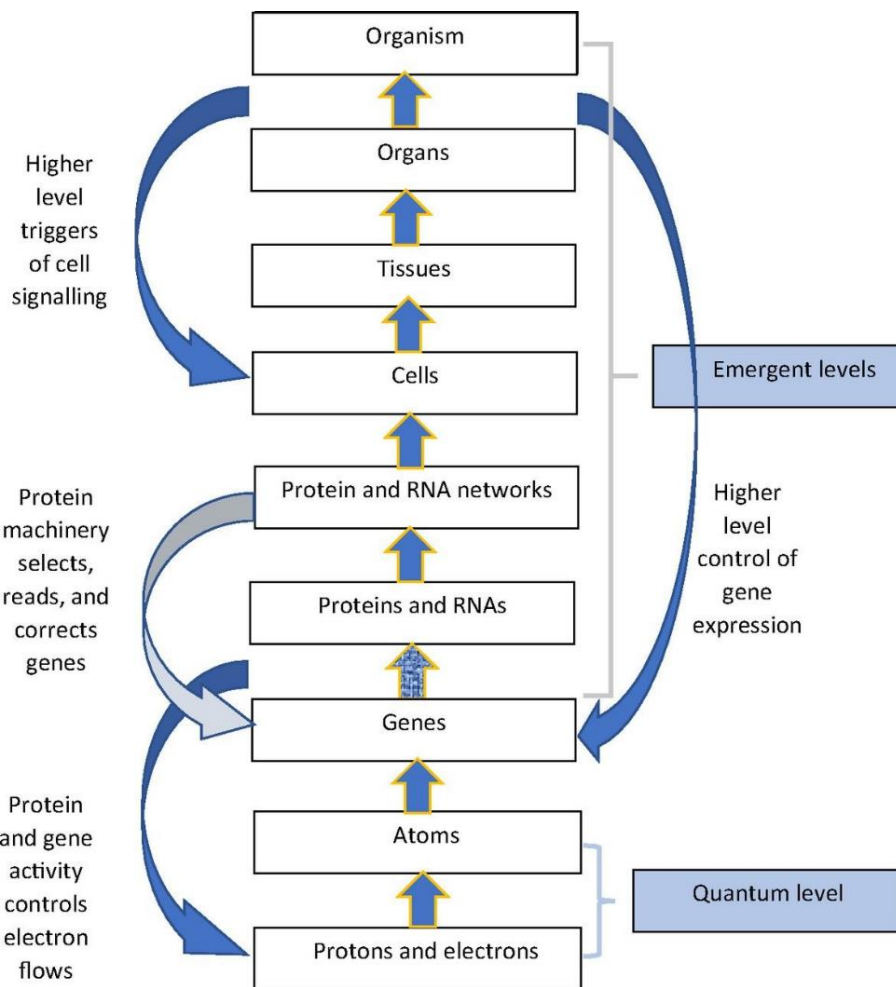 Organism
Organs
Higher
level
triggers
of cell
signalling
Tissues
Cells
Emergent levels
Protein and RNA networks
Protein
machinery
selects,
reads, and
corrects
genes
Higher
level
control of
gene
expression
Proteins and RNAs
Genes
Protein
and gene
activity
controls
electron
flows
Atoms
Quantum level
Protons and electrons